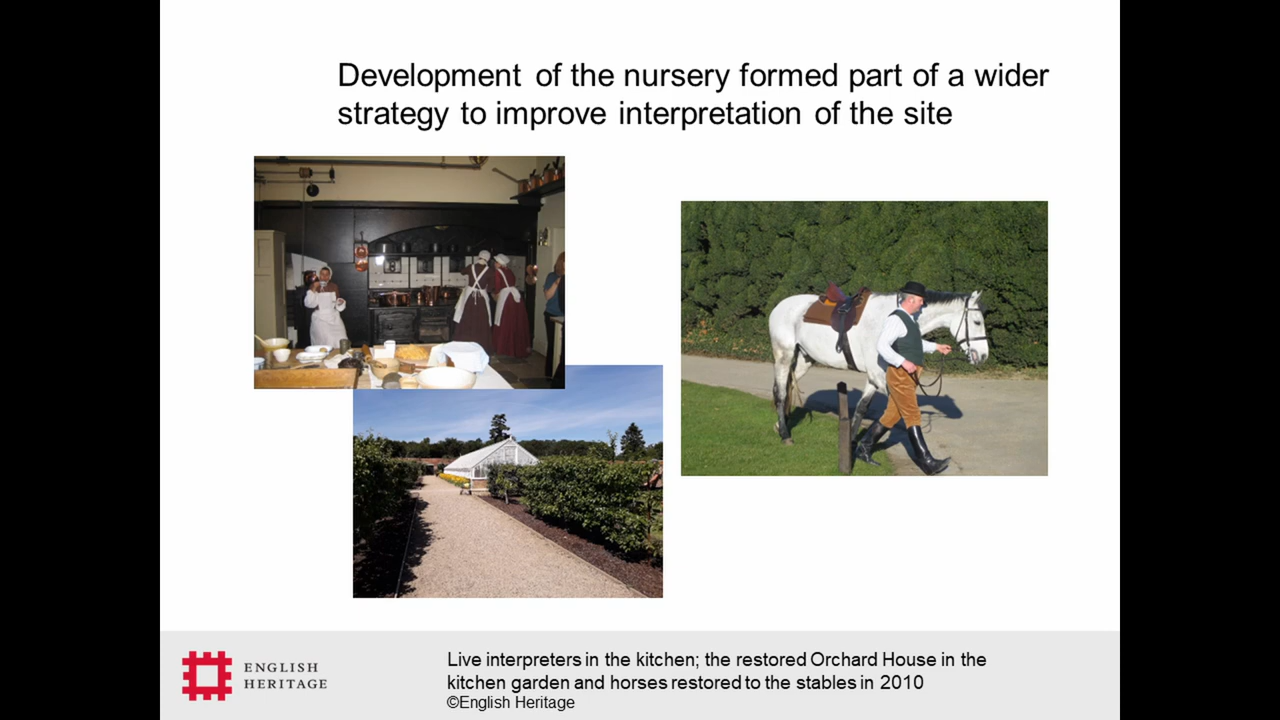 Development of the nursery formed part of a wider
strategy to improve interpretation of the site
ENGLISH
HERITAGE
Live interpreters in the kitchen; the restored Orchard House in the
kitchen garden and horses restored to the stables in 2010
©English Heritage